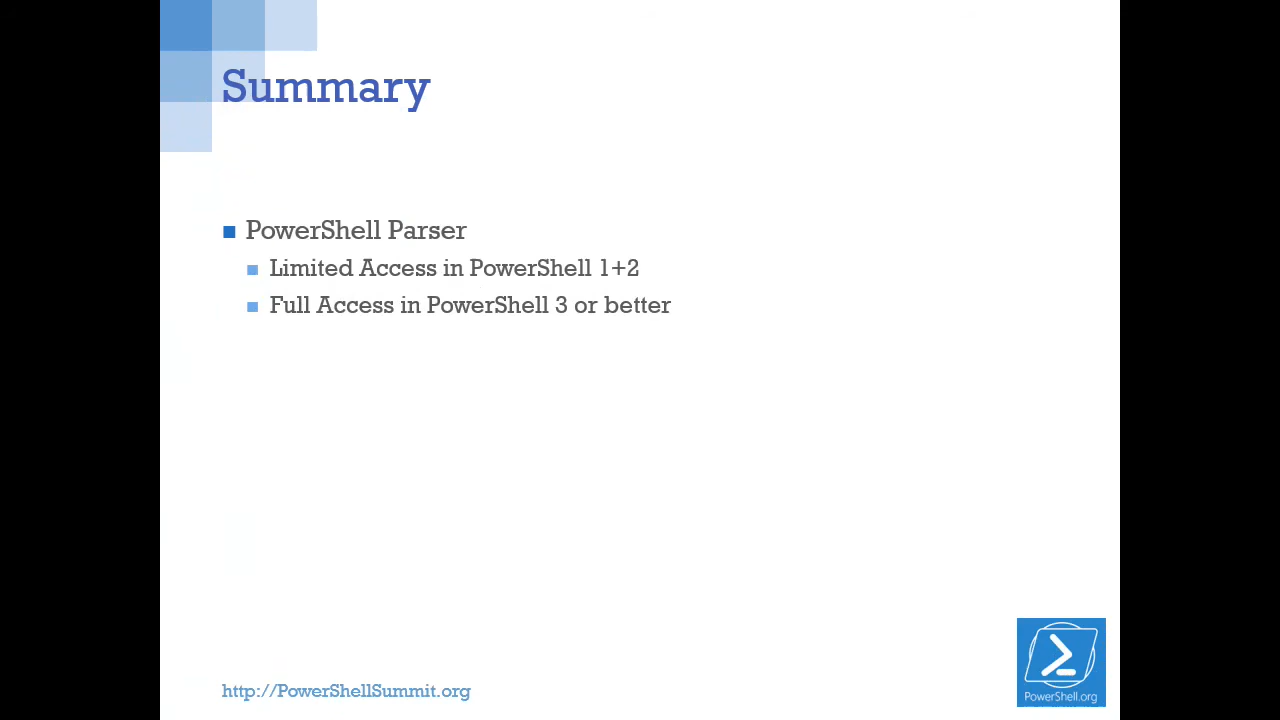 Summary
PowerShell Parser
Limited Access in PowerShell 1+2
Full Access in PowerShell 3 or better
http://PowerShellSummit.org
PowerShell.org